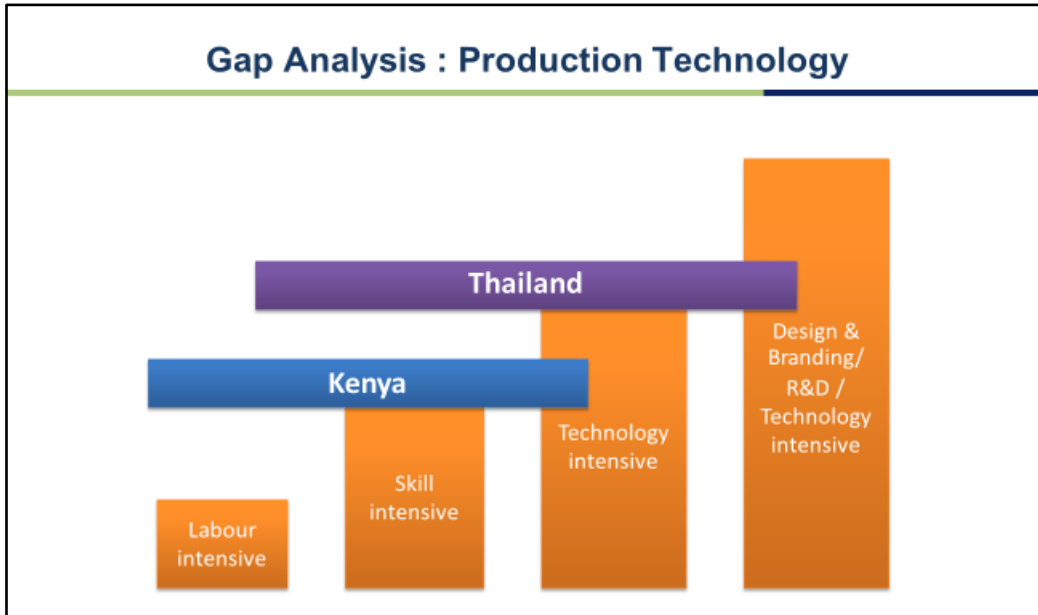 Gap Analysis : Production Technology
Thailand
Kenya
Labour
intensive
Skill
intensive
Technology
intensive
Design &
Branding/
R&D /
Technology
intensive